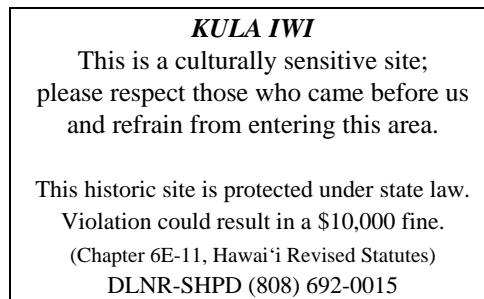 KULA IWI
This is a culturally sensitive site;
please respect those who came before us
and refrain from entering this area.
This historic site is protected under state law.
Violation could result in a $10,000 fine.
(Chapter 6E-11, Hawaiʻi Revised Statutes)
DLNR-SHPD (808) 692-0015